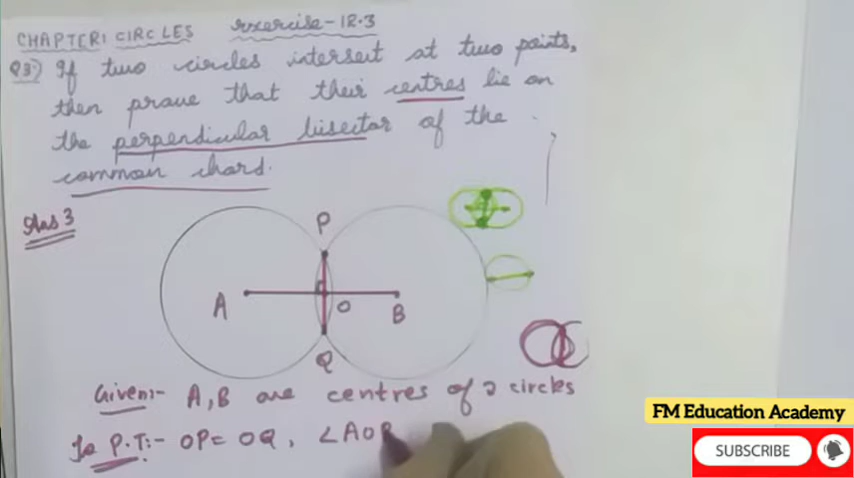 CHAPTER: CIRCLES exercise-12.3
Q3:) If two circles intersect at two points,
then prove that their centres lie on
the perpendicular bisector of the
common chord.
Ans 3
P
A O B
Q
Given:- A, B are centres of 2 circles
To P.T:- OP = OQ, ∠AOP
FM Education Academy
SUBSCRIBE